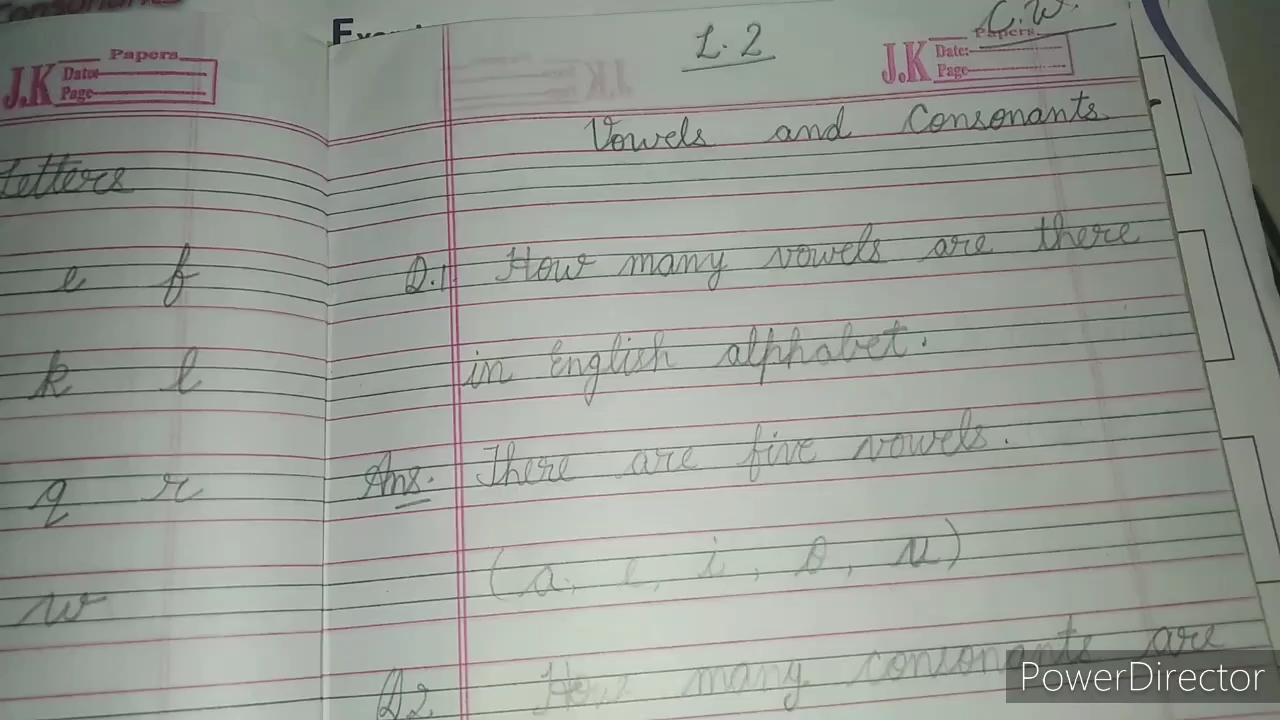 Consonants
J.K Papers
Date:
Page
Letters
e f
k l
q r
w
L.2
C.W.
J.K Papers
Date:
Page
Vowels and Consonants
Q.1. How many vowels are there
in English alphabet.
Ans. There are five vowels.
(a, e, i, o, u)
Q2. How many consonants are
PowerDirector